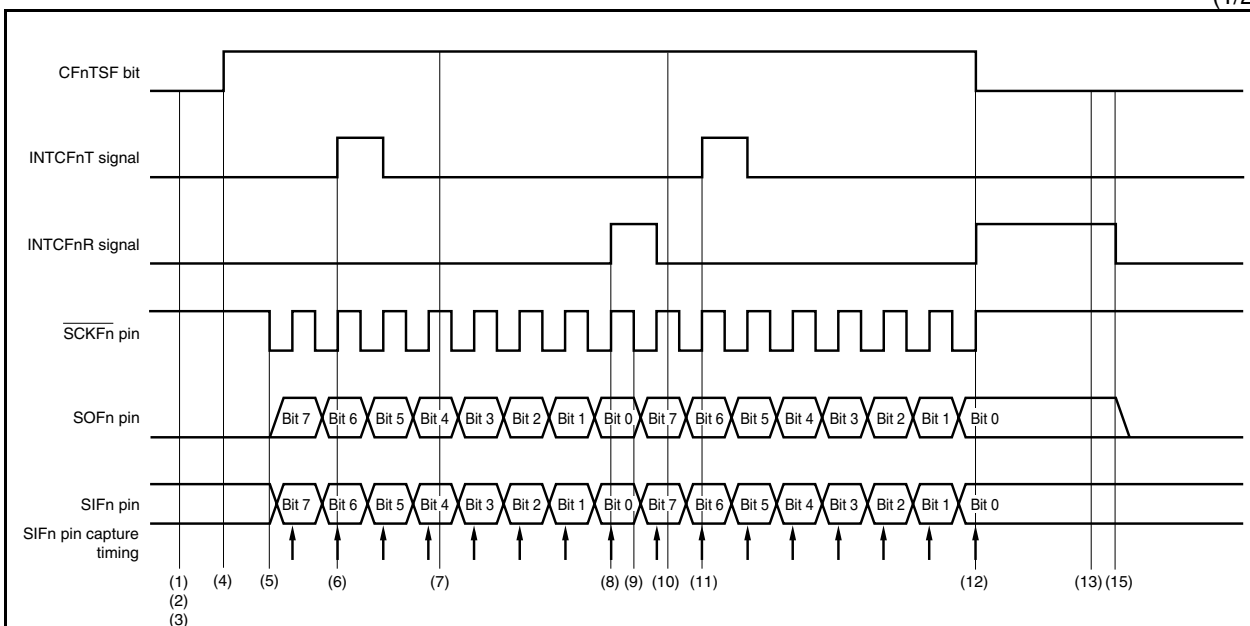 (1/2
CFnTSF bit
INTCFnT signal
INTCFnR signal
SCKFn pin
SOFn pin
Bit 7 Bit 6 Bit 5 Bit 4 Bit 3 Bit 2 Bit 1 Bit 0 Bit 7 Bit 6 Bit 5 Bit 4 Bit 3 Bit 2 Bit 1 Bit 0
SIFn pin
Bit 7 Bit 6 Bit 5 Bit 4 Bit 3 Bit 2 Bit 1 Bit 0 Bit 7 Bit 6 Bit 5 Bit 4 Bit 3 Bit 2 Bit 1 Bit 0
SIFn pin capture
timing
(1) (4) (5) (6) (7) (8) (9) (10) (11) (12) (13) (15)
(2)
(3)